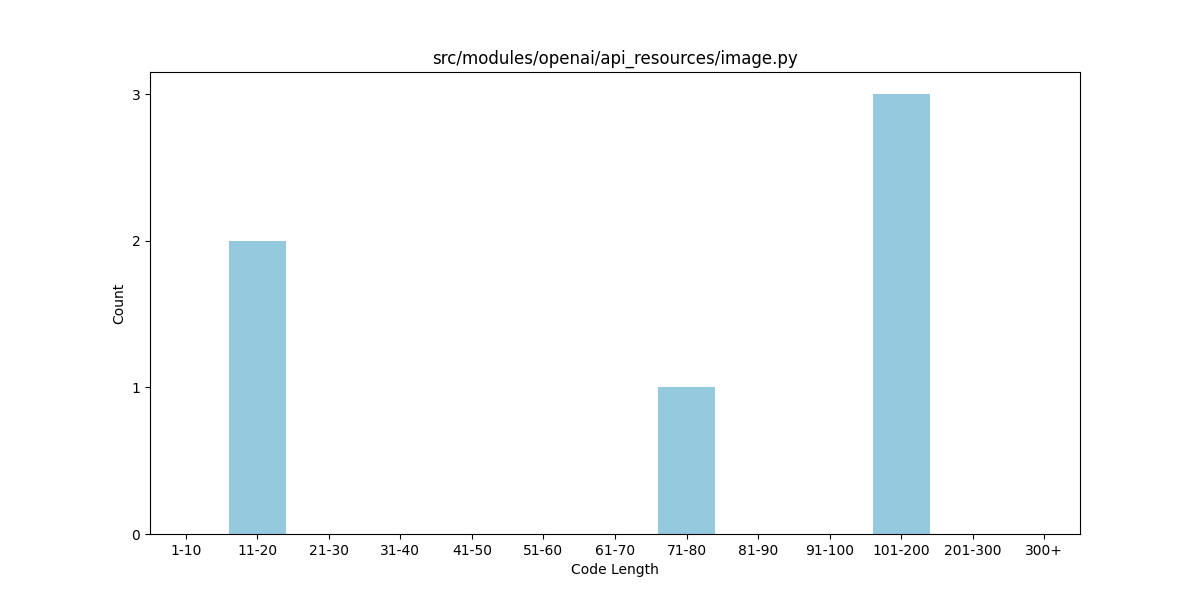 src/modules/openai/api_resources/image.py
3
2
1
0
Count
1-10 11-20 21-30 31-40 41-50 51-60 61-70 71-80 81-90 91-100 101-200 201-300 300+
Code Length